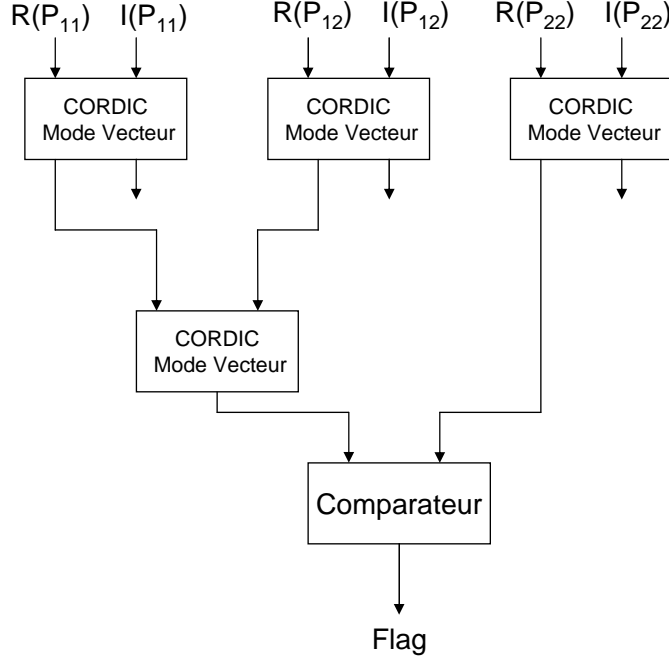 R(P₁₁) I(P₁₁) R(P₁₂) I(P₁₂) R(P₂₂) I(P₂₂)
CORDIC
Mode Vecteur
CORDIC
Mode Vecteur
CORDIC
Mode Vecteur
CORDIC
Mode Vecteur
Comparateur
Flag